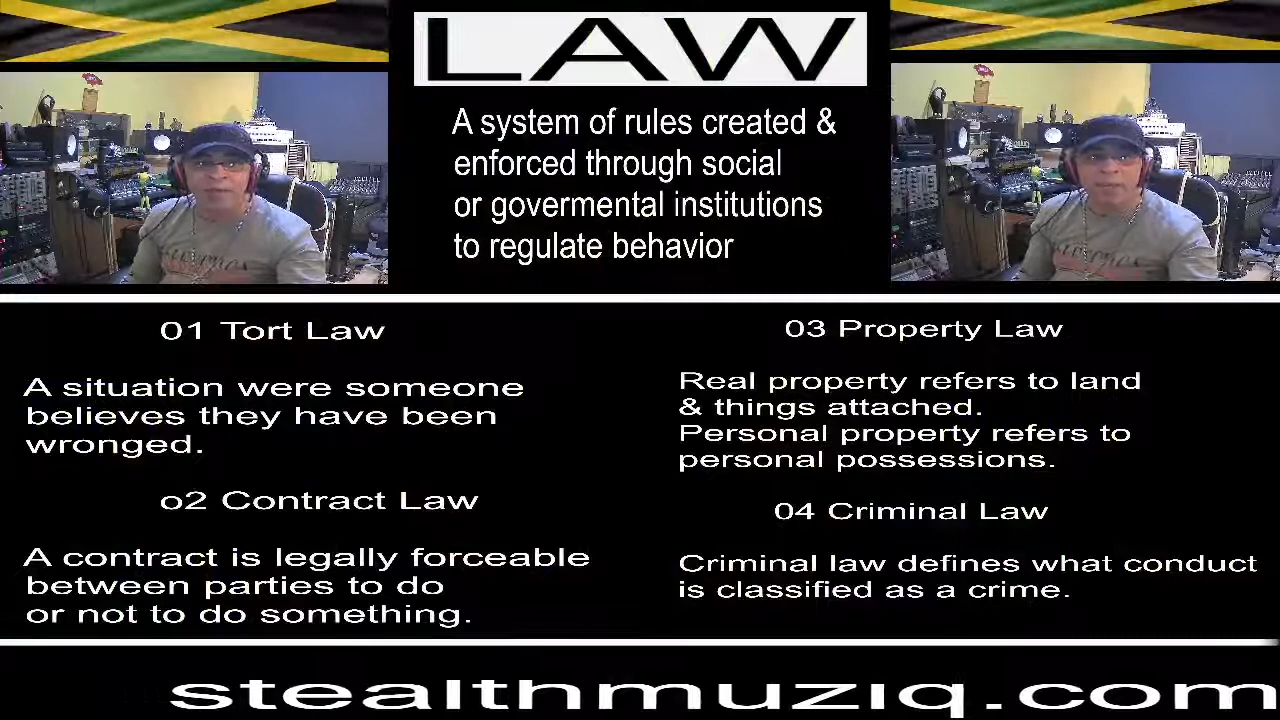 LAW
A system of rules created &
enforced through social
or govermental institutions
to regulate behavior
01 Tort Law
A situation were someone
believes they have been
wronged.
o2 Contract Law
A contract is legally forceable
between parties to do
or not to do something.
03 Property Law
Real property refers to land
& things attached.
Personal property refers to
personal possessions.
04 Criminal Law
Criminal law defines what conduct
is classified as a crime.
stealthmuziq.com